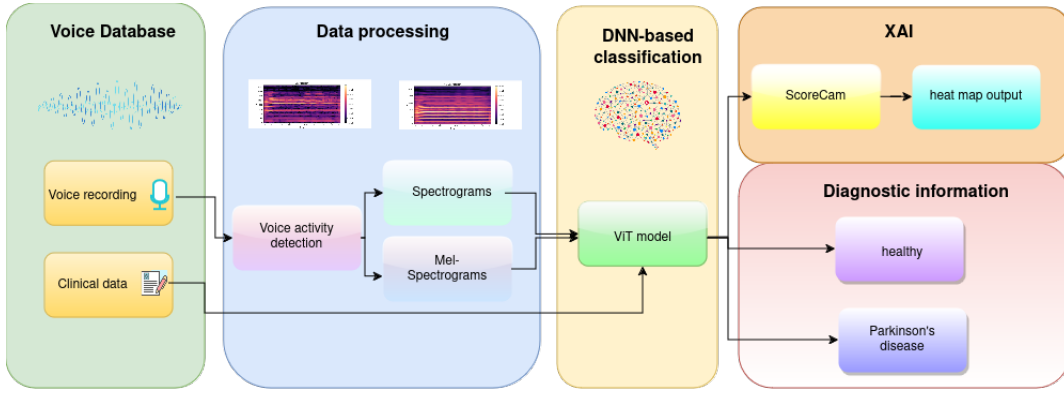 Voice Database
Data processing
DNN-based
classification
XAI
ScoreCam
heat map output
Voice recording
Spectrograms
Diagnostic information
Voice activity
detection
ViT model
healthy
Mel-
Spectrograms
Clinical data
Parkinson's
disease